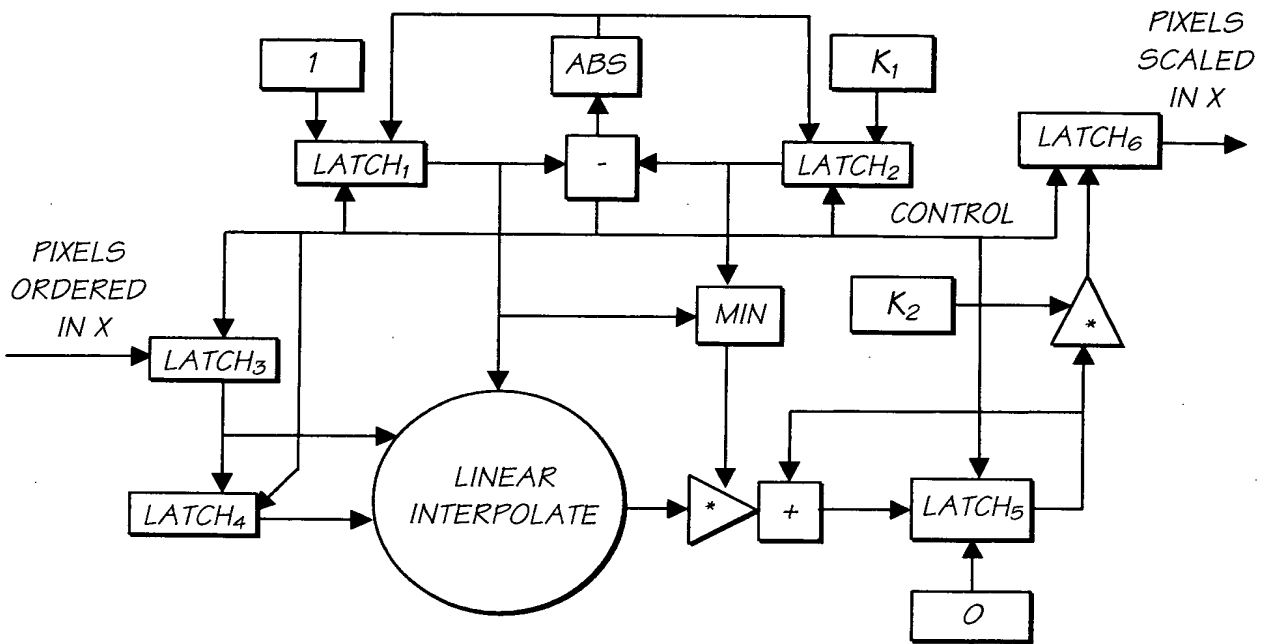 PIXELS
SCALED
IN X
1
ABS
K₁
LATCH₁
-
LATCH₂
LATCH₆
CONTROL
PIXELS
ORDERED
IN X
MIN
K₂
*
LATCH₃
LINEAR
INTERPOLATE
LATCH₄
*
+
LATCH₅
0